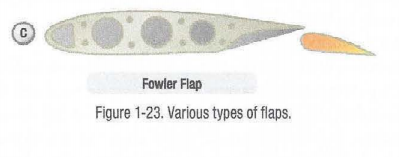 C
Fowler Flap
Figure 1-23. Various types of flaps.